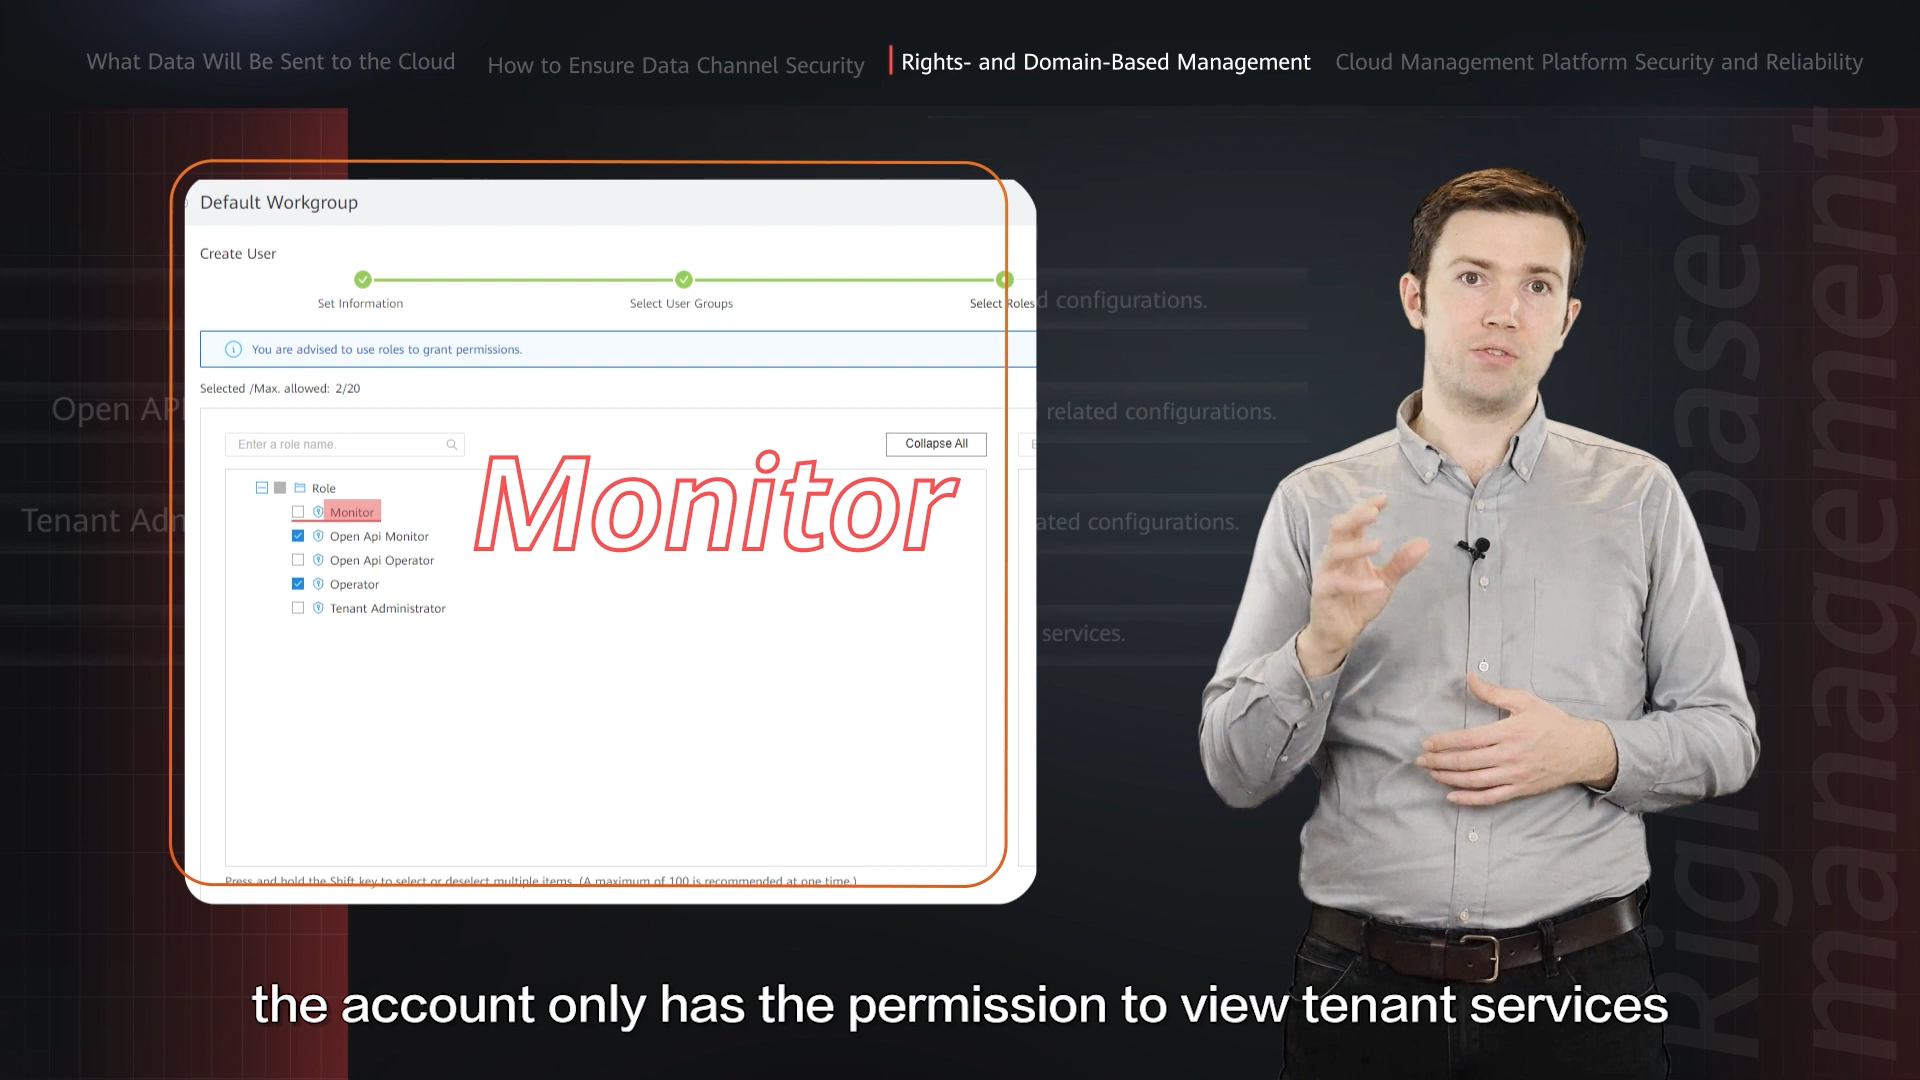 What Data Will Be Sent to the Cloud
How to Ensure Data Channel Security
Rights- and Domain-Based Management
Cloud Management Platform Security and Reliability
Default Workgroup
Create User
Set Information
Select User Groups
Select Roles
d configurations.
You are advised to use roles to grant permissions.
Selected /Max. allowed: 2/20
Open AP
related configurations.
Enter a role name.
Collapse All
Monitor
Role
Monitor
Open Api Monitor
Open Api Operator
Operator
Tenant Administrator
Tenant Adn
ated configurations.
services.
Press and hold the Shift key to select or deselect multiple items. (A maximum of 100 is recommended at one time.)
management
the account only has the permission to view tenant services